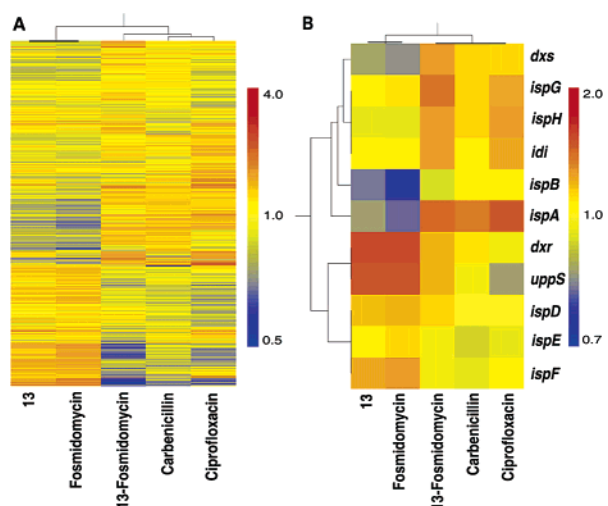 A
4.0
1.0
0.5
13
Fosmidomycin
13-Fosmidomycin
Carbenicillin
Ciprofloxacin
B
dxs
ispG
ispH
idi
ispB
ispA
dxr
uppS
ispD
ispE
ispF
2.0
1.0
0.7
13
Fosmidomycin
13-Fosmidomycin
Carbenicillin
Ciprofloxacin